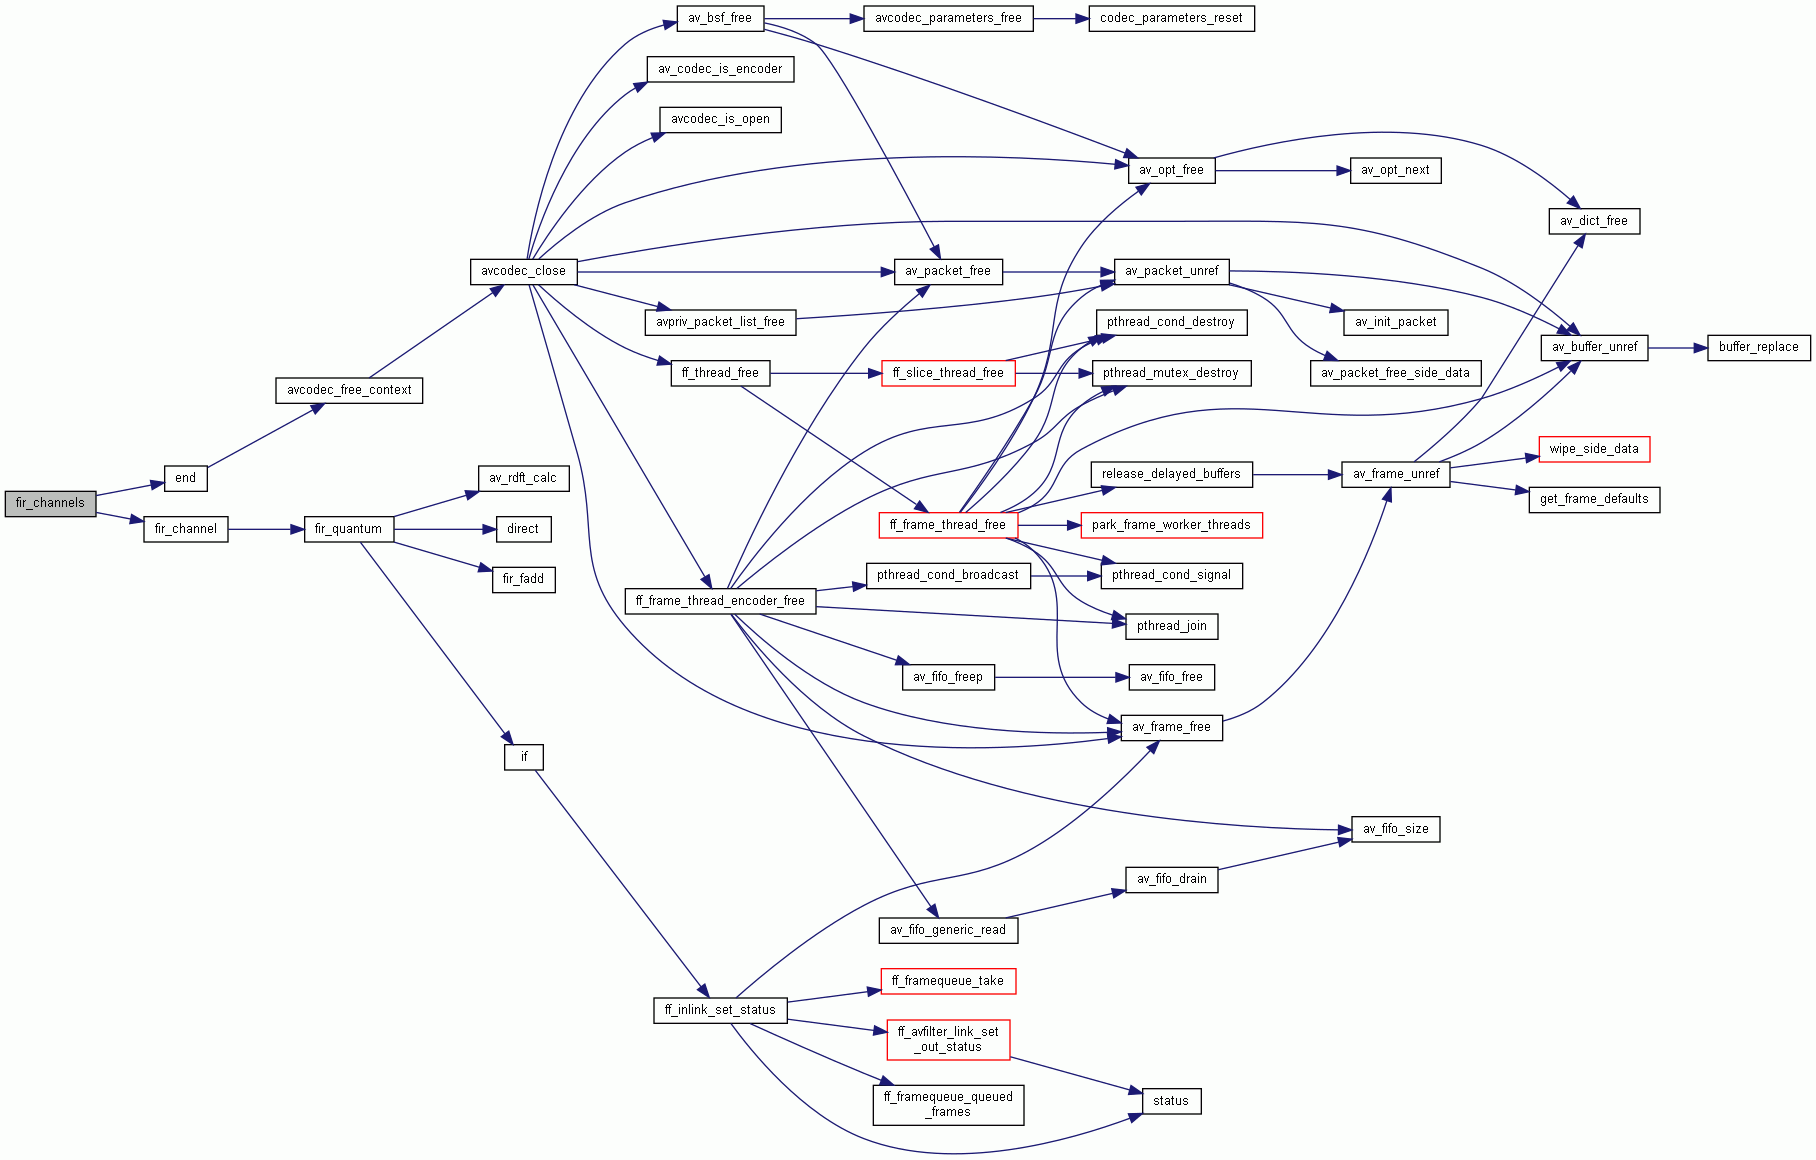 av_bsf_free
avcodec_parameters_free
codec_parameters_reset
av_codec_is_encoder
avcodec_is_open
av_opt_free
av_opt_next
av_dict_free
avcodec_close
av_packet_free
av_packet_unref
avpriv_packet_list_free
pthread_cond_destroy
av_init_packet
av_buffer_unref
buffer_replace
ff_thread_free
ff_slice_thread_free
pthread_mutex_destroy
av_packet_free_side_data
avcodec_free_context
wipe_side_data
end
av_rdft_calc
release_delayed_buffers
av_frame_unref
get_frame_defaults
fir_channels
fir_channel
fir_quantum
direct
ff_frame_thread_free
park_frame_worker_threads
fir_fadd
pthread_cond_broadcast
pthread_cond_signal
ff_frame_thread_encoder_free
pthread_join
av_fifo_freep
av_fifo_free
av_frame_free
if
av_fifo_size
av_fifo_drain
av_fifo_generic_read
ff_framequeue_take
ff_inlink_set_status
ff_avfilter_link_set
_out_status
ff_framequeue_queued
_frames
status